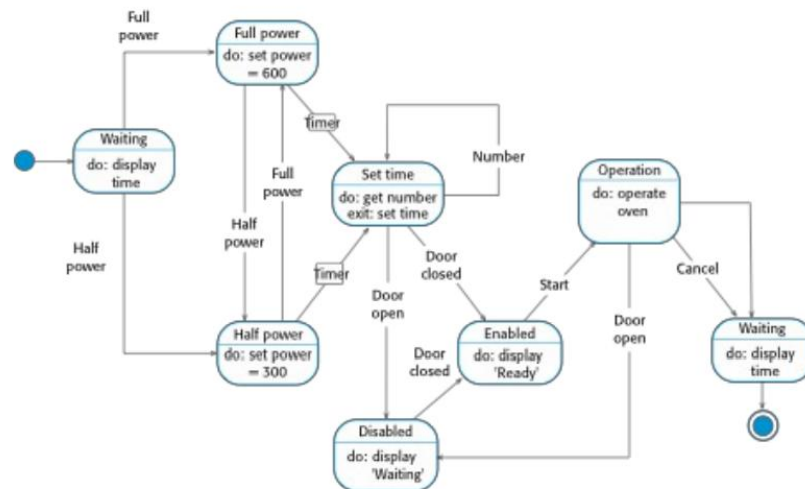 Full
power
Full power
do: set power
= 600
Timer
Waiting
do: display
time
Full
power
Half
power
Half
power
Set time
do: get number
exit: set time
Number
Operation
do: operate
oven
Timer
Door
closed
Door
open
Start
Cancel
Door
open
Half power
do: set power
= 300
Door
closed
Enabled
do: display
'Ready'
Waiting
do: display
time
Disabled
do: display
'Waiting'